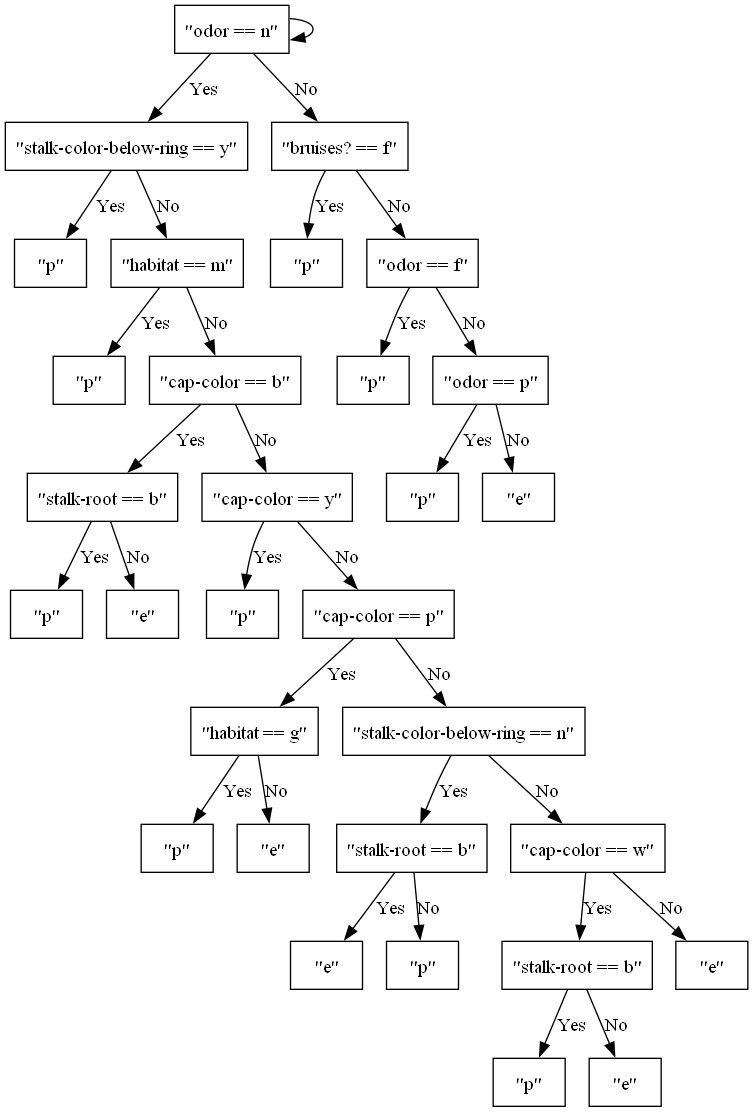 "odor == n"
Yes
No
"stalk-color-below-ring == y"
"bruises? == f"
Yes
No
Yes
No
"p"
"habitat == m"
"p"
"odor == f"
Yes
No
Yes
No
"p"
"cap-color == b"
"p"
"odor == p"
Yes
No
Yes
No
"stalk-root == b"
"cap-color == y"
"p"
"e"
Yes
No
Yes
No
"p"
"e"
"p"
"cap-color == p"
Yes
No
"habitat == g"
"stalk-color-below-ring == n"
Yes
No
Yes
No
"p"
"e"
"stalk-root == b"
"cap-color == w"
Yes
No
Yes
No
"e"
"p"
"stalk-root == b"
"e"
Yes
No
"p"
"e"